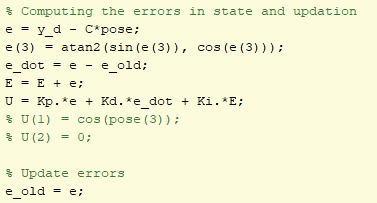 % Computing the errors in state and updation
e = y_d - C*pose;
e(3) = atan2(sin(e(3)), cos(e(3)));
e_dot = e - e_old;
E = E + e;
U = Kp.*e + Kd.*e_dot + Ki.*E;
% U(1) = cos(pose(3));
% U(2) = 0;
% Update errors
e_old = e;